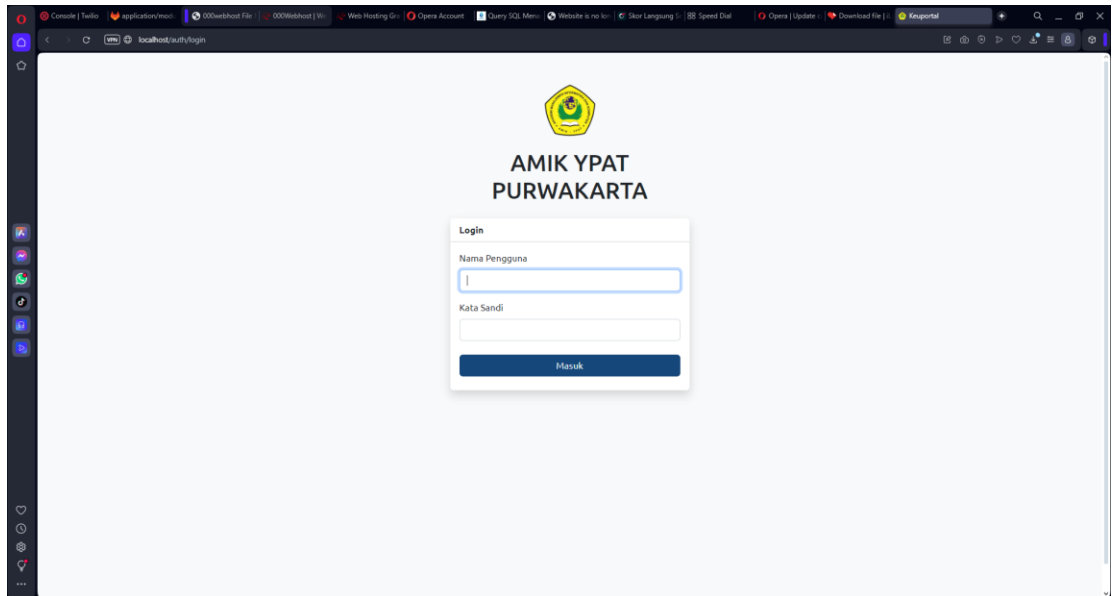 Console | Twilio
application/mod.
000webhost File
000Webhost | We
Web Hosting Gr
Opera Account
Query SQL Men
Website is no lon
Skor Langsung S
Speed Dial
Opera | Update
Download file |
Keuportal
VPN
localhost/auth/login
AMIK YPAT
PURWAKARTA
Login
Nama Pengguna
Kata Sandi
Masuk